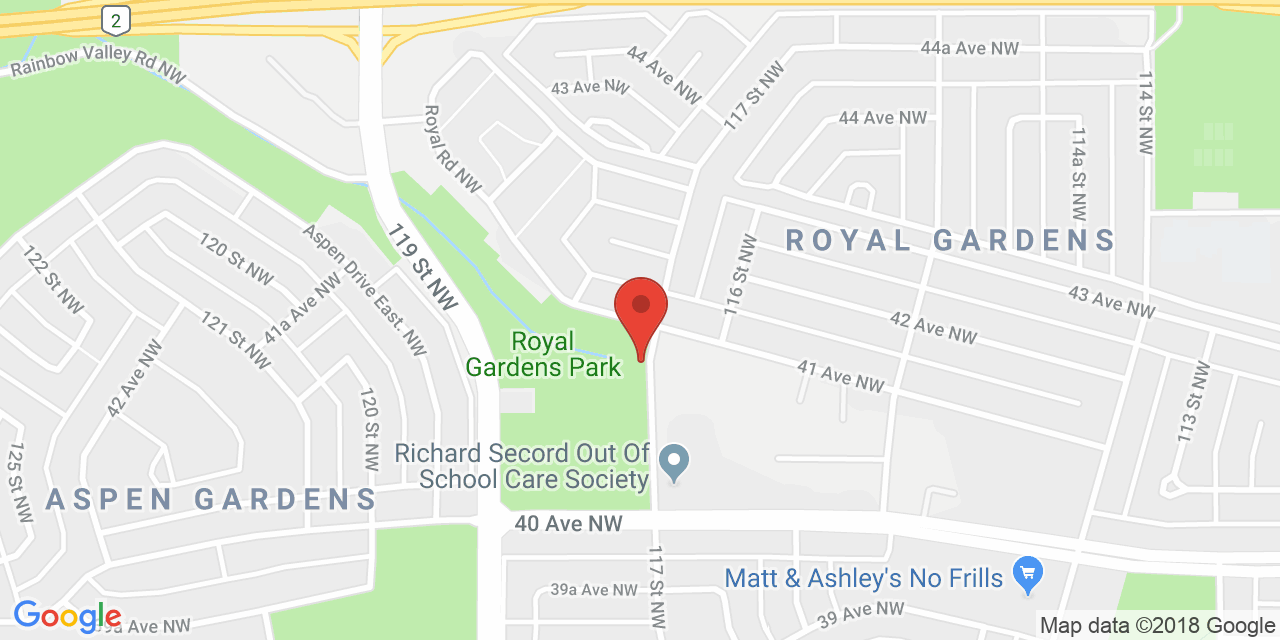 2
Rainbow Valley Rd NW
44 Ave NW
43 Ave NW
117 St NW
44a Ave NW
114 St NW
44 Ave NW
114a St NW
Royal Rd NW
119 St NW
Aspen Drive East. NW
120 St NW
122 St NW
41a Ave NW
121 St NW
42 Ave NW
120 St NW
125 St NW
ASPEN GARDENS
ROYAL GARDENS
116 St NW
43 Ave NW
42 Ave NW
41 Ave NW
113 St NW
Royal
Gardens Park
Richard Secord Out Of
School Care Society
40 Ave NW
117 St NW
39a Ave NW
Matt & Ashley's No Frills
39 Ave NW
Google
39a Ave NW
Map data ©2018 Google